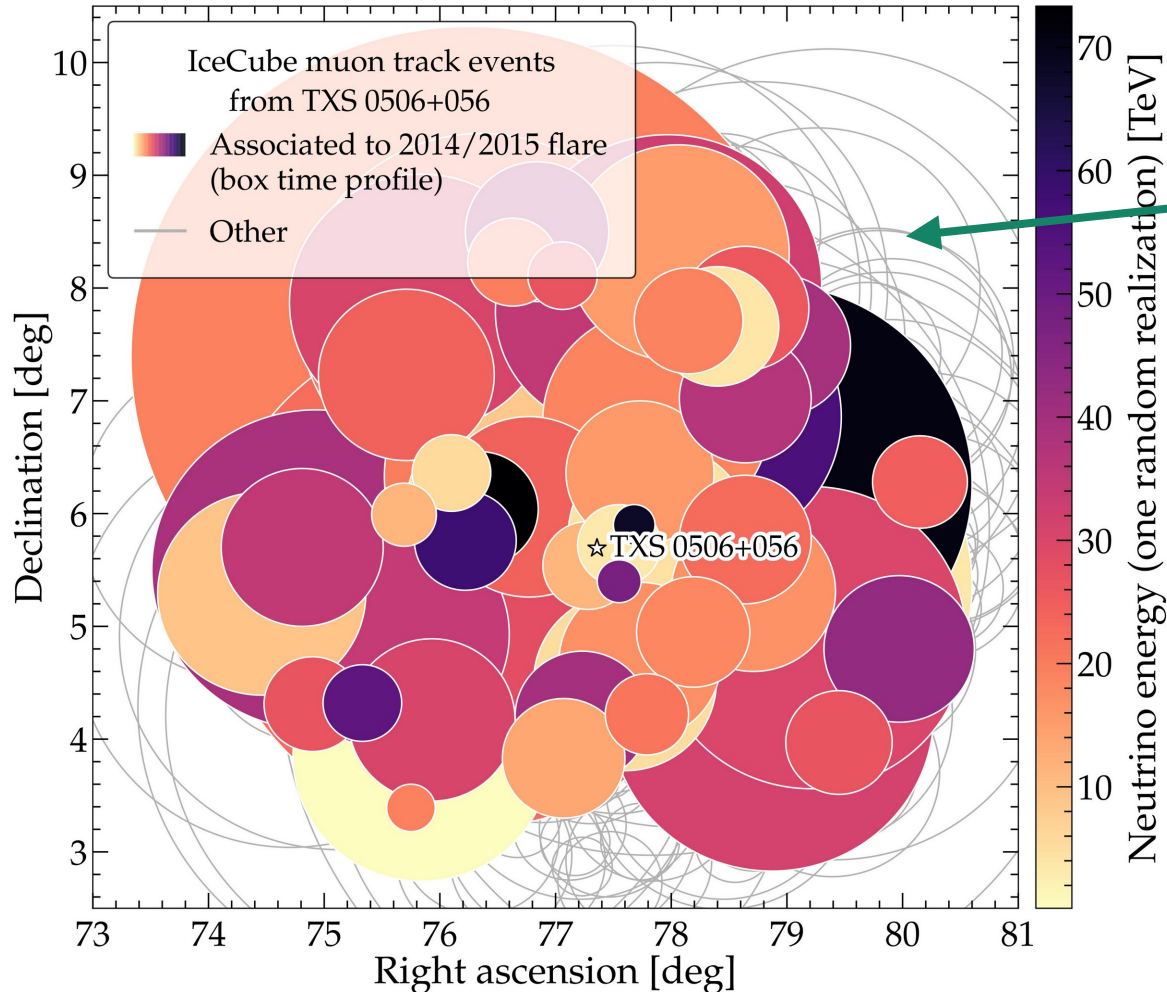 IceCube muon track events
from TXS 0506+056
Associated to 2014/2015 flare
(box time profile)
Other
TXS 0506+056
10
9
8
7
6
5
4
3
Declination [deg]
73 74 75 76 77 78 79 80 81
Right ascension [deg]
70
60
50
40
30
20
10
Neutrino energy (one random realization) [TeV]